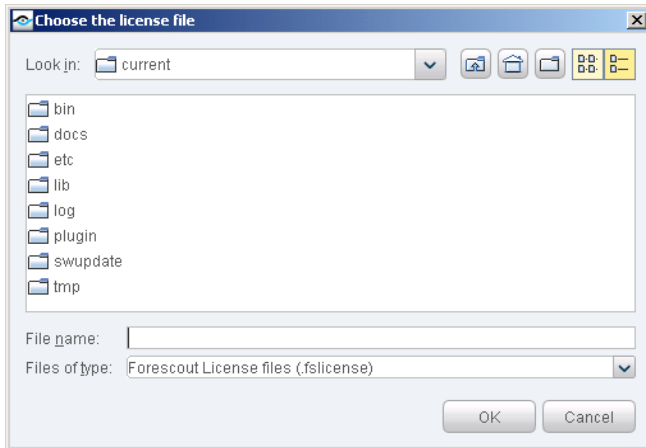 Choose the license file
Look in: current
bin
docs
etc
lib
log
plugin
swupdate
tmp
File name:
Files of type: Forescout License files (.fslicense)
OK Cancel